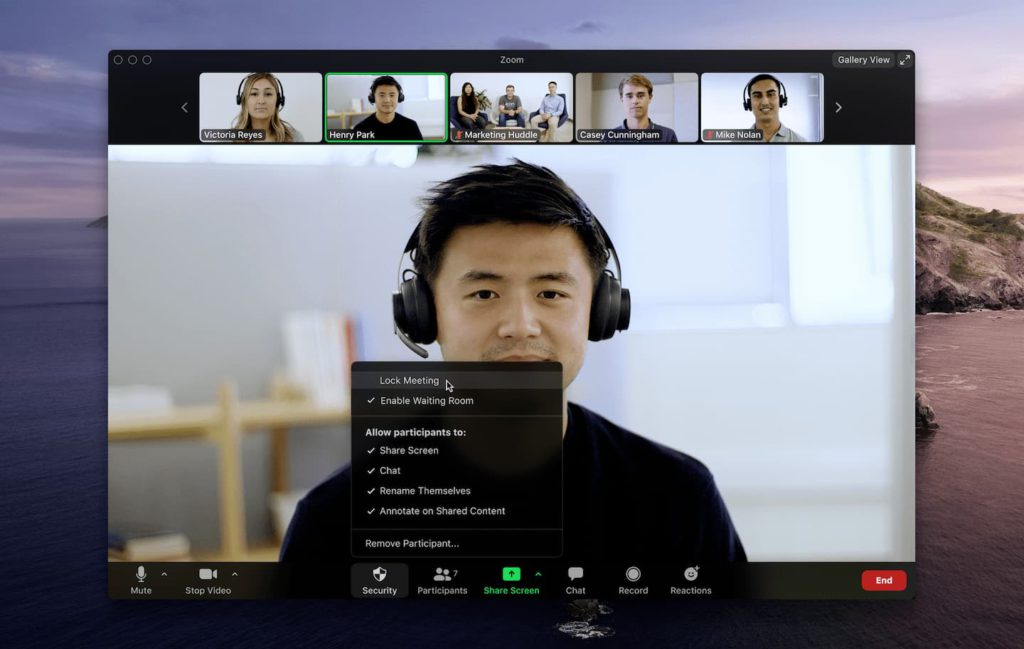 Zoom
Gallery View
Victoria Reyes
Henry Park
Marketing Huddle
Casey Cunningham
Mike Nolan
Lock Meeting
Enable Waiting Room
Allow participants to:
Share Screen
Chat
Rename Themselves
Annotate on Shared Content
Remove Participant...
7
Mute
Stop Video
Security
Participants
Share Screen
Chat
Record
Reactions
End